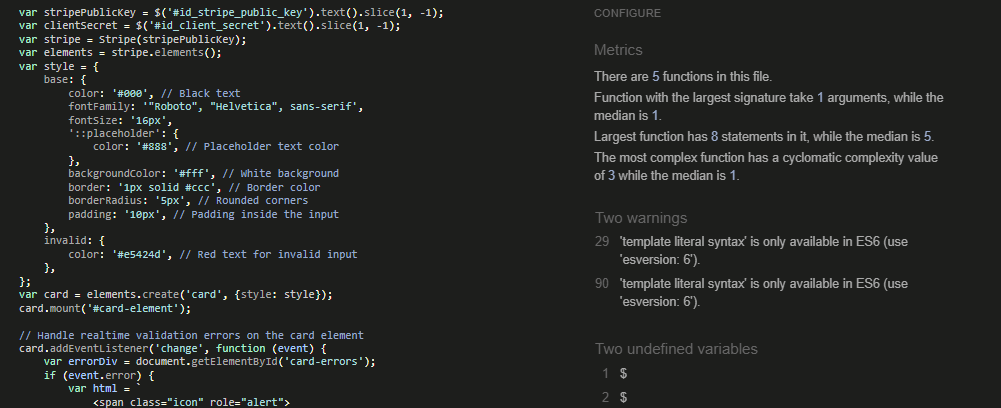 var stripePublicKey = $('#id_stripe_public_key').text().slice(1, -1);
var clientSecret = $('#id_client_secret').text().slice(1, -1);
var stripe = Stripe(stripePublicKey);
var elements = stripe.elements();
var style = {
    base: {
        color: '#000', // Black text
        fontFamily: '"Roboto", "Helvetica", sans-serif',
        fontSize: '16px',
        '::placeholder': {
            color: '#888', // Placeholder text color
        },
        backgroundColor: '#fff', // White background
        border: '1px solid #ccc', // Border color
        borderRadius: '5px', // Rounded corners
        padding: '10px', // Padding inside the input
    },
    invalid: {
        color: '#e5424d', // Red text for invalid input
    },
};
var card = elements.create('card', {style: style});
card.mount('#card-element');

// Handle realtime validation errors on the card element
card.addEventListener('change', function (event) {
    var errorDiv = document.getElementById('card-errors');
    if (event.error) {
        var html = `
            <span class="icon" role="alert">
CONFIGURE
Metrics
There are 5 functions in this file.
Function with the largest signature take 1 arguments, while the
median is 1.
Largest function has 8 statements in it, while the median is 5.
The most complex function has a cyclomatic complexity value
of 3 while the median is 1.
Two warnings
29 'template literal syntax' is only available in ES6 (use
'esversion: 6').
90 'template literal syntax' is only available in ES6 (use
'esversion: 6').
Two undefined variables
1 $
2 $